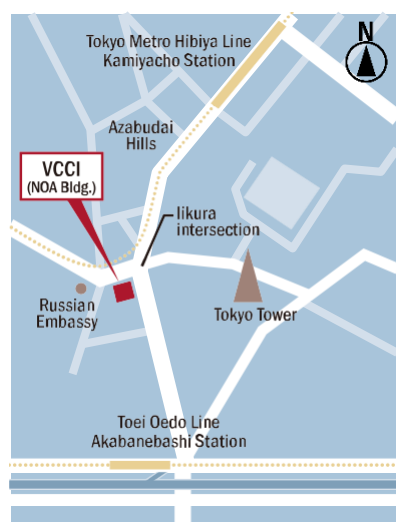 Tokyo Metro Hibiya Line
Kamiyacho Station
N
Azabudai
Hills
VCCI
(NOA Bldg.)
Iikura
intersection
Russian
Embassy
Tokyo Tower
Toei Oedo Line
Akabanebashi Station